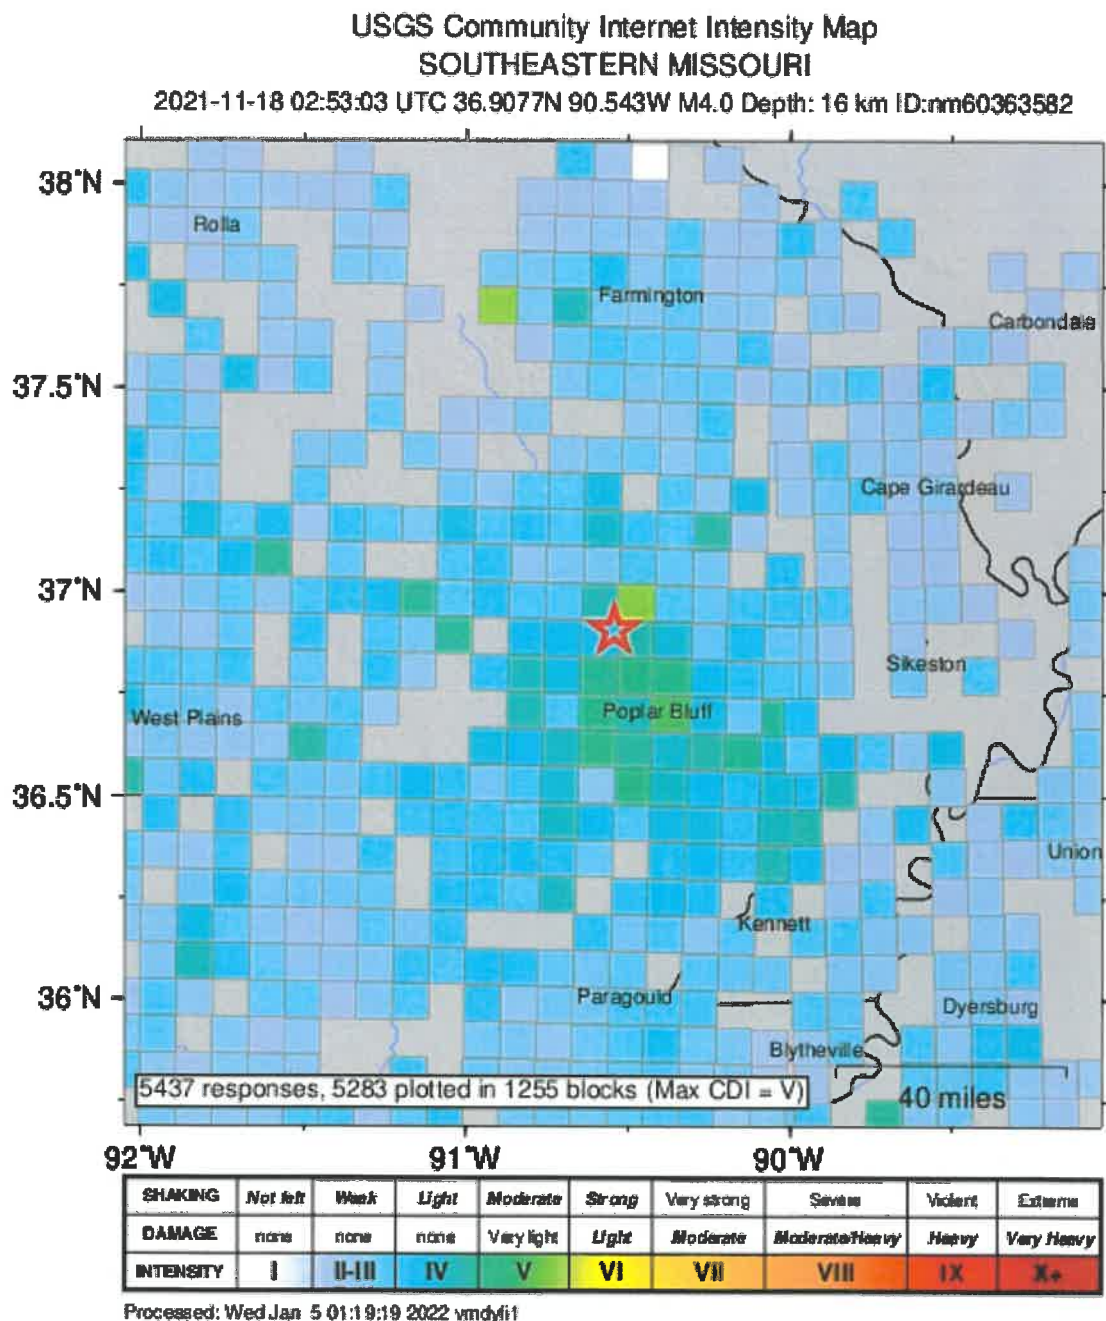 USGS Community Internet Intensity Map
SOUTHEASTERN MISSOURI
2021-11-18 02:53:03 UTC 36.9077N 90.543W M4.0 Depth: 16 km ID:nm60363582
38°N
Rolla
Farmington
Carbondale
37.5°N
Cape Girardeau
37°N
Sikeston
West Plains
Poplar Bluff
36.5°N
Union
Kennett
36°N
Paragould
Dyersburg
Blytheville
5437 responses, 5283 plotted in 1255 blocks (Max CDI = V)
40 miles
92°W 91°W 90°W
SHAKING Not felt Weak Light Moderate Strong Very strong Severe Violent Extreme
DAMAGE none none none Very light Light Moderate Moderate/Heavy Heavy Very Heavy
INTENSITY I II-III IV V VI VII VIII IX X+
Processed: Wed Jan 5 01:19:19 2022 vmdyfi1